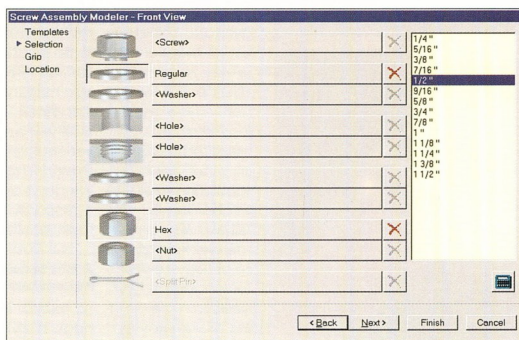 Screw Assembly Modeler - Front View
Templates
Selection
Grip
Location
<Screw>
Regular
<Washer>
<Hole>
<Hole>
<Washer>
<Washer>
Hex
<Nut>
<Split Pin>
1/4 "
5/16 "
3/8 "
7/16 "
1/2 "
9/16 "
5/8 "
3/4 "
7/8 "
1 "
1 1/8 "
1 1/4 "
1 3/8 "
1 1/2 "
< Back
Next >
Finish
Cancel